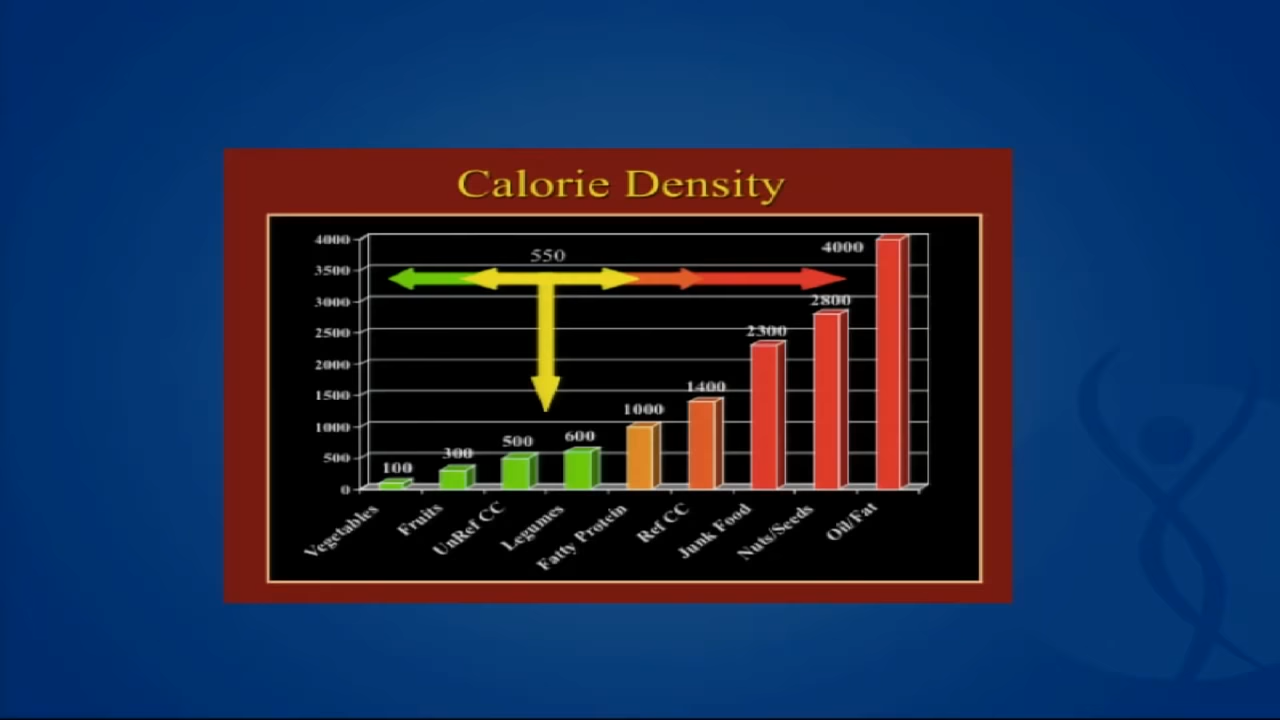 Calorie Density
4000
3500
3000
2500
2000
1500
1000
500
0
550
100
300
500
600
1000
1400
2300
2800
4000
Vegetables
Fruits
UnRef CC
Legumes
Fatty Protein
Ref CC
Junk Food
Nuts/Seeds
Oil/Fat